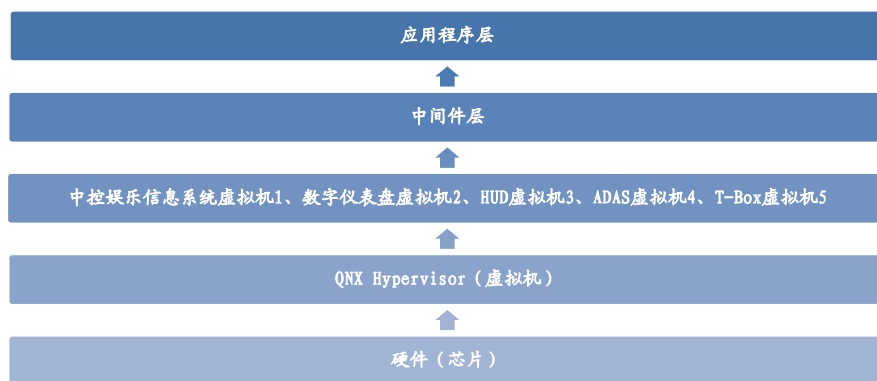 应用程序层
中间件层
中控娱乐信息系统虚拟机1、数字仪表盘虚拟机2、HUD虚拟机3、ADAS虚拟机4、T-Box虚拟机5
QNX Hypervisor（虚拟机）
硬件（芯片）